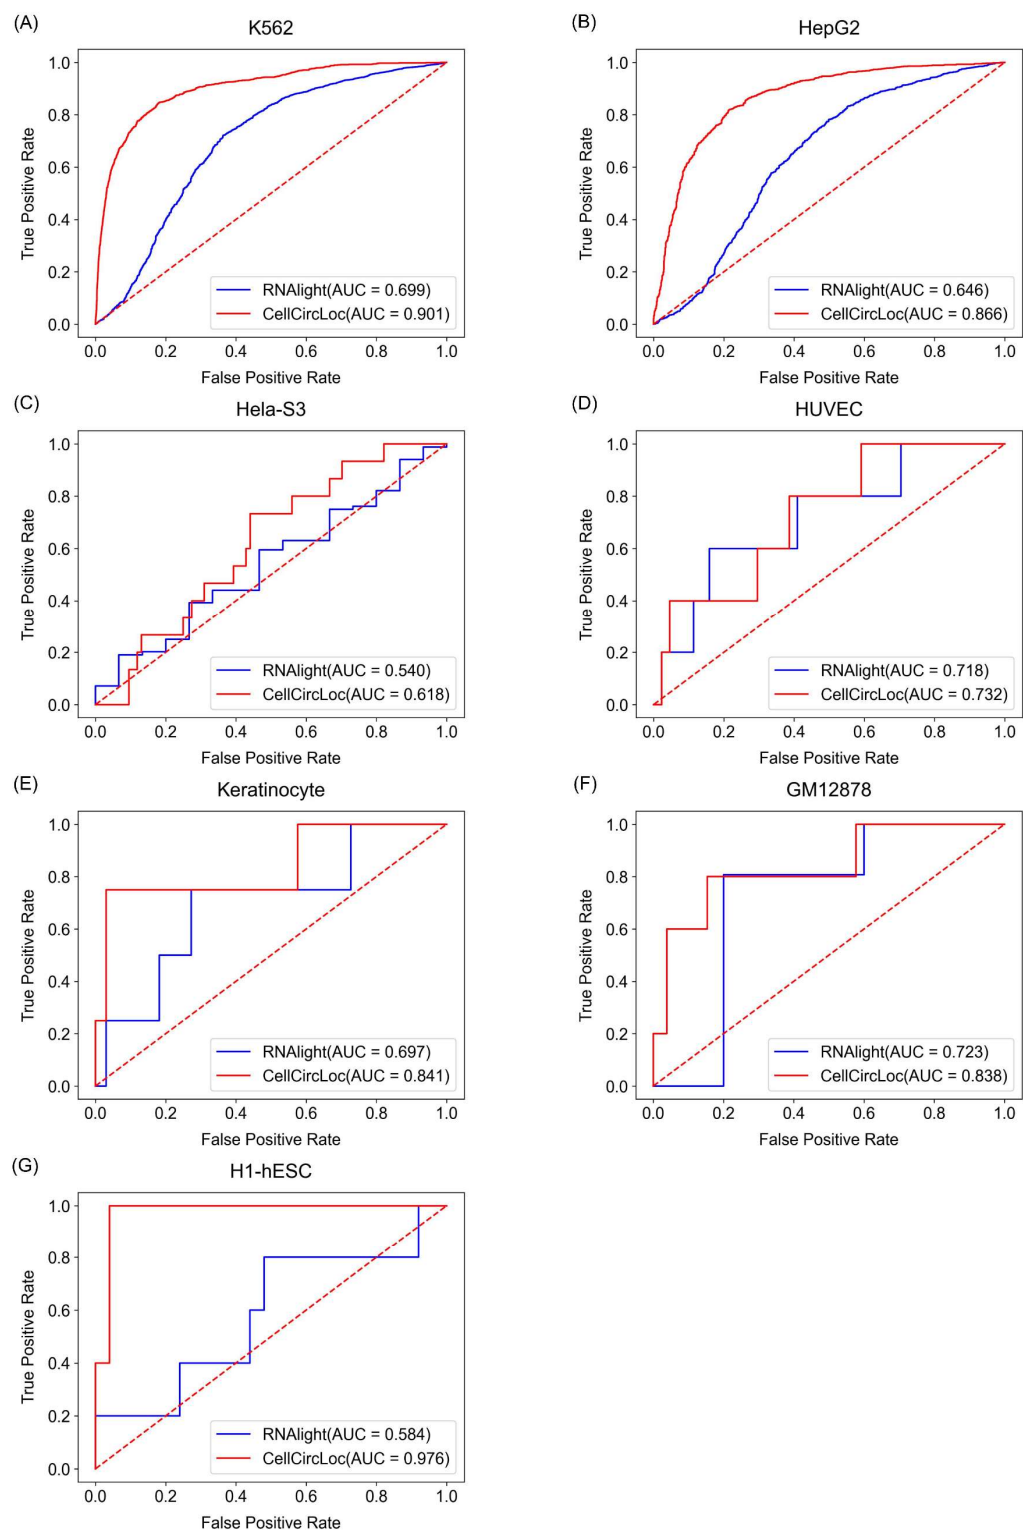 (A)
K562
1.0
0.8
0.6
0.4
0.2
0.0
True Positive Rate
RNAlight(AUC = 0.699)
CellCircLoc(AUC = 0.901)
0.0 0.2 0.4 0.6 0.8 1.0
False Positive Rate
(B)
HepG2
1.0
0.8
0.6
0.4
0.2
0.0
True Positive Rate
RNAlight(AUC = 0.646)
CellCircLoc(AUC = 0.866)
0.0 0.2 0.4 0.6 0.8 1.0
False Positive Rate
(C)
Hela-S3
1.0
0.8
0.6
0.4
0.2
0.0
True Positive Rate
RNAlight(AUC = 0.540)
CellCircLoc(AUC = 0.618)
0.0 0.2 0.4 0.6 0.8 1.0
False Positive Rate
(D)
HUVEC
1.0
0.8
0.6
0.4
0.2
0.0
True Positive Rate
RNAlight(AUC = 0.718)
CellCircLoc(AUC = 0.732)
0.0 0.2 0.4 0.6 0.8 1.0
False Positive Rate
(E)
Keratinocyte
1.0
0.8
0.6
0.4
0.2
0.0
True Positive Rate
RNAlight(AUC = 0.697)
CellCircLoc(AUC = 0.841)
0.0 0.2 0.4 0.6 0.8 1.0
False Positive Rate
(F)
GM12878
1.0
0.8
0.6
0.4
0.2
0.0
True Positive Rate
RNAlight(AUC = 0.723)
CellCircLoc(AUC = 0.838)
0.0 0.2 0.4 0.6 0.8 1.0
False Positive Rate
(G)
H1-hESC
1.0
0.8
0.6
0.4
0.2
0.0
True Positive Rate
RNAlight(AUC = 0.584)
CellCircLoc(AUC = 0.976)
0.0 0.2 0.4 0.6 0.8 1.0
False Positive Rate